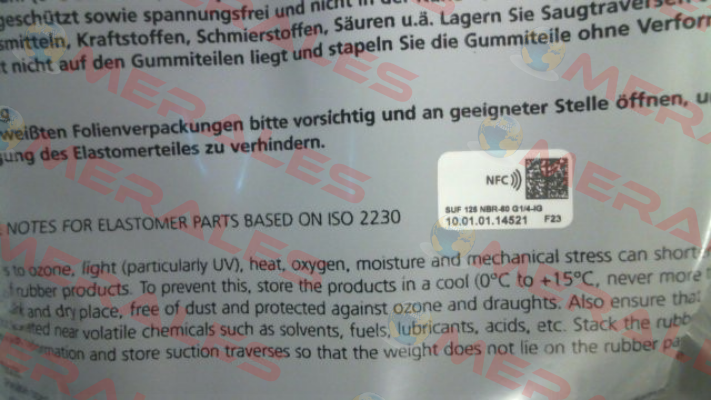 geschützt sowie spannungsfrei und nicht in der
smitteln, Kraftstoffen, Schmierstoffen, Säuren u.ä. Lagern Sie Saugtraversen
t nicht auf den Gummiteilen liegt und stapeln Sie die Gummiteile ohne Verfor
g
weißten Folienverpackungen bitte vorsichtig und an geeigneter Stelle öffnen, u
gung des Elastomerteiles zu verhindern.
NFC
SUF 125 NBR-60 G1/4-IG
10.01.01.14521 F23
NOTES FOR ELASTOMER PARTS BASED ON ISO 2230
s to ozone, light (particularly UV), heat, oxygen, moisture and mechanical stress can short
rubber products. To prevent this, store the products in a cool (0°C to +15°C, never more
and dry place, free of dust and protected against ozone and draughts. Also ensure that
near volatile chemicals such as solvents, fuels, lubricants, acids, etc. Stack the rubb
and store suction traverses so that the weight does not lie on the rubber pa
MERALES